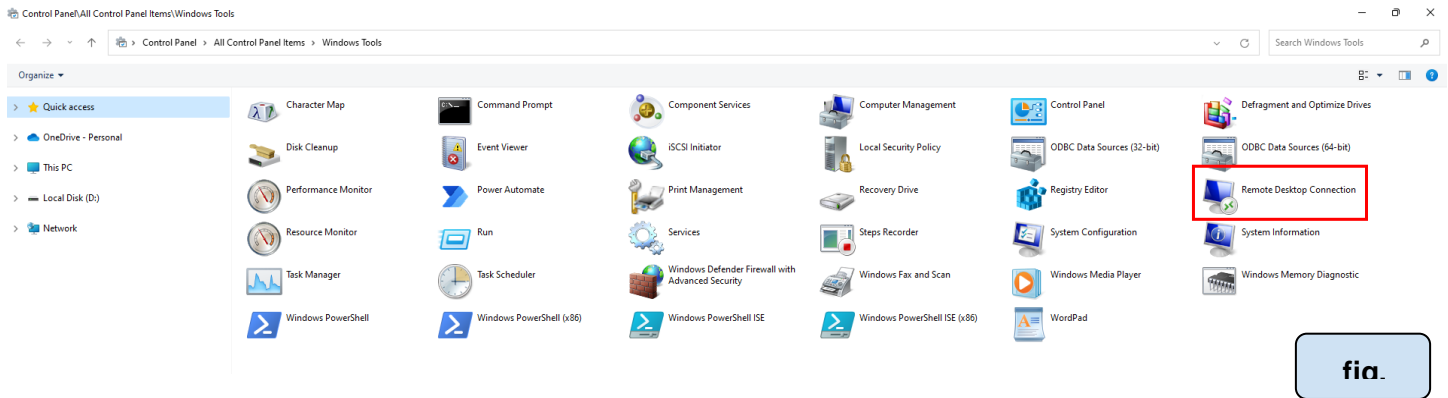 Control Panel\All Control Panel Items\Windows Tools
Control Panel > All Control Panel Items > Windows Tools
Search Windows Tools
Organize
Quick access
OneDrive - Personal
This PC
Local Disk (D:)
Network
Character Map
Command Prompt
Component Services
Computer Management
Control Panel
Defragment and Optimize Drives
Disk Cleanup
Event Viewer
iSCSI Initiator
Local Security Policy
ODBC Data Sources (32-bit)
ODBC Data Sources (64-bit)
Performance Monitor
Power Automate
Print Management
Recovery Drive
Registry Editor
Remote Desktop Connection
Resource Monitor
Run
Services
Steps Recorder
System Configuration
System Information
Task Manager
Task Scheduler
Windows Defender Firewall with
Advanced Security
Windows Fax and Scan
Windows Media Player
Windows Memory Diagnostic
Windows PowerShell
Windows PowerShell (x86)
Windows PowerShell ISE
Windows PowerShell ISE (x86)
WordPad
fig.